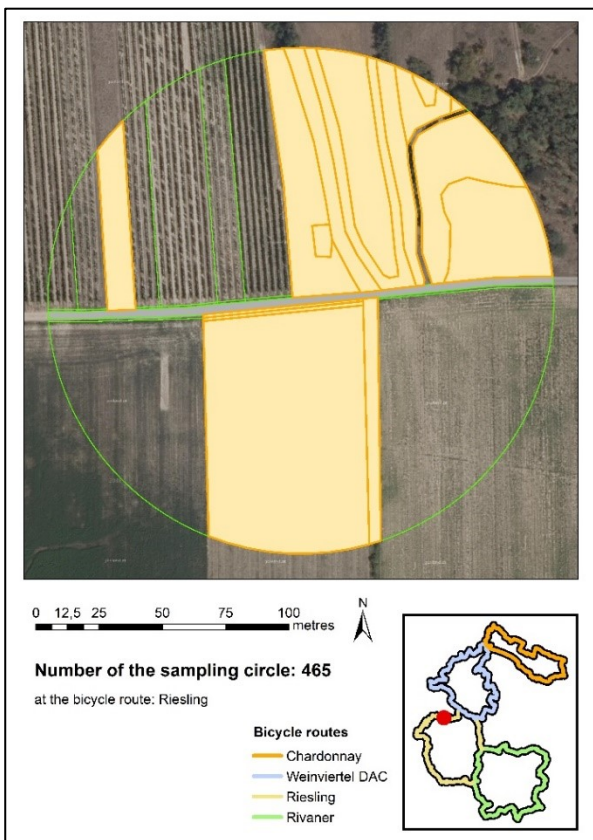 0 12,5 25 50 75 100
metres
N
Number of the sampling circle: 465
at the bicycle route: Riesling
Bicycle routes
Chardonnay
Weinviertel DAC
Riesling
Rivaner